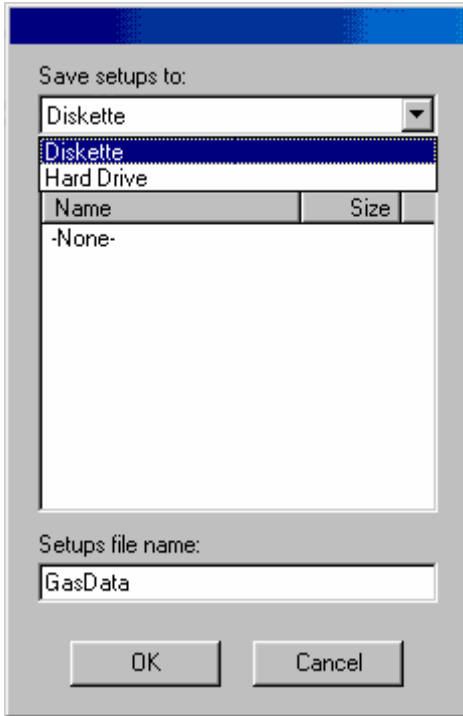 Save setups to:
Diskette
Diskette
Hard Drive
Name Size
-None-
Setups file name:
GasData
OK Cancel